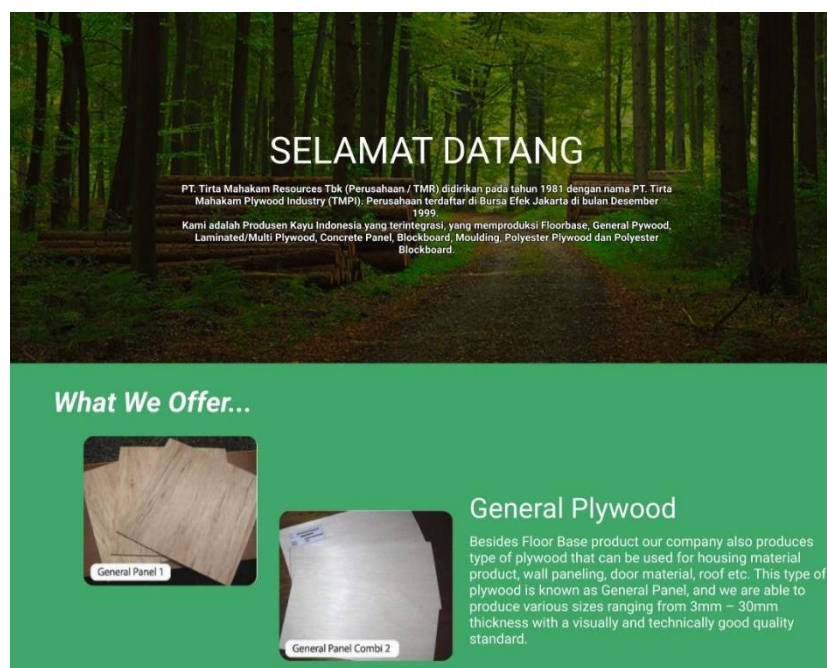 SELAMAT DATANG
PT. Tirta Mahakam Resources Tbk (Perusahaan / TMR) didirikan pada tahun 1981 dengan nama PT. Tirta
Mahakam Plywood Industry (TMPI). Perusahaan terdaftar di Bursa Efek Jakarta di bulan Desember
1999.
Kami adalah Produsen Kayu Indonesia yang terintegrasi, yang memproduksi Floorbase, General Pywood,
Laminated/Multi Plywood, Concrete Panel, Blockboard, Moulding, Polyester Plywood dan Polyester
Blockboard.
What We Offer...
General Panel 1
General Panel Combi 2
General Plywood
Besides Floor Base product our company also produces
type of plywood that can be used for housing material
product, wall paneling, door material, roof etc. This type of
plywood is known as General Panel, and we are able to
produce various sizes ranging from 3mm – 30mm
thickness with a visually and technically good quality
standard.